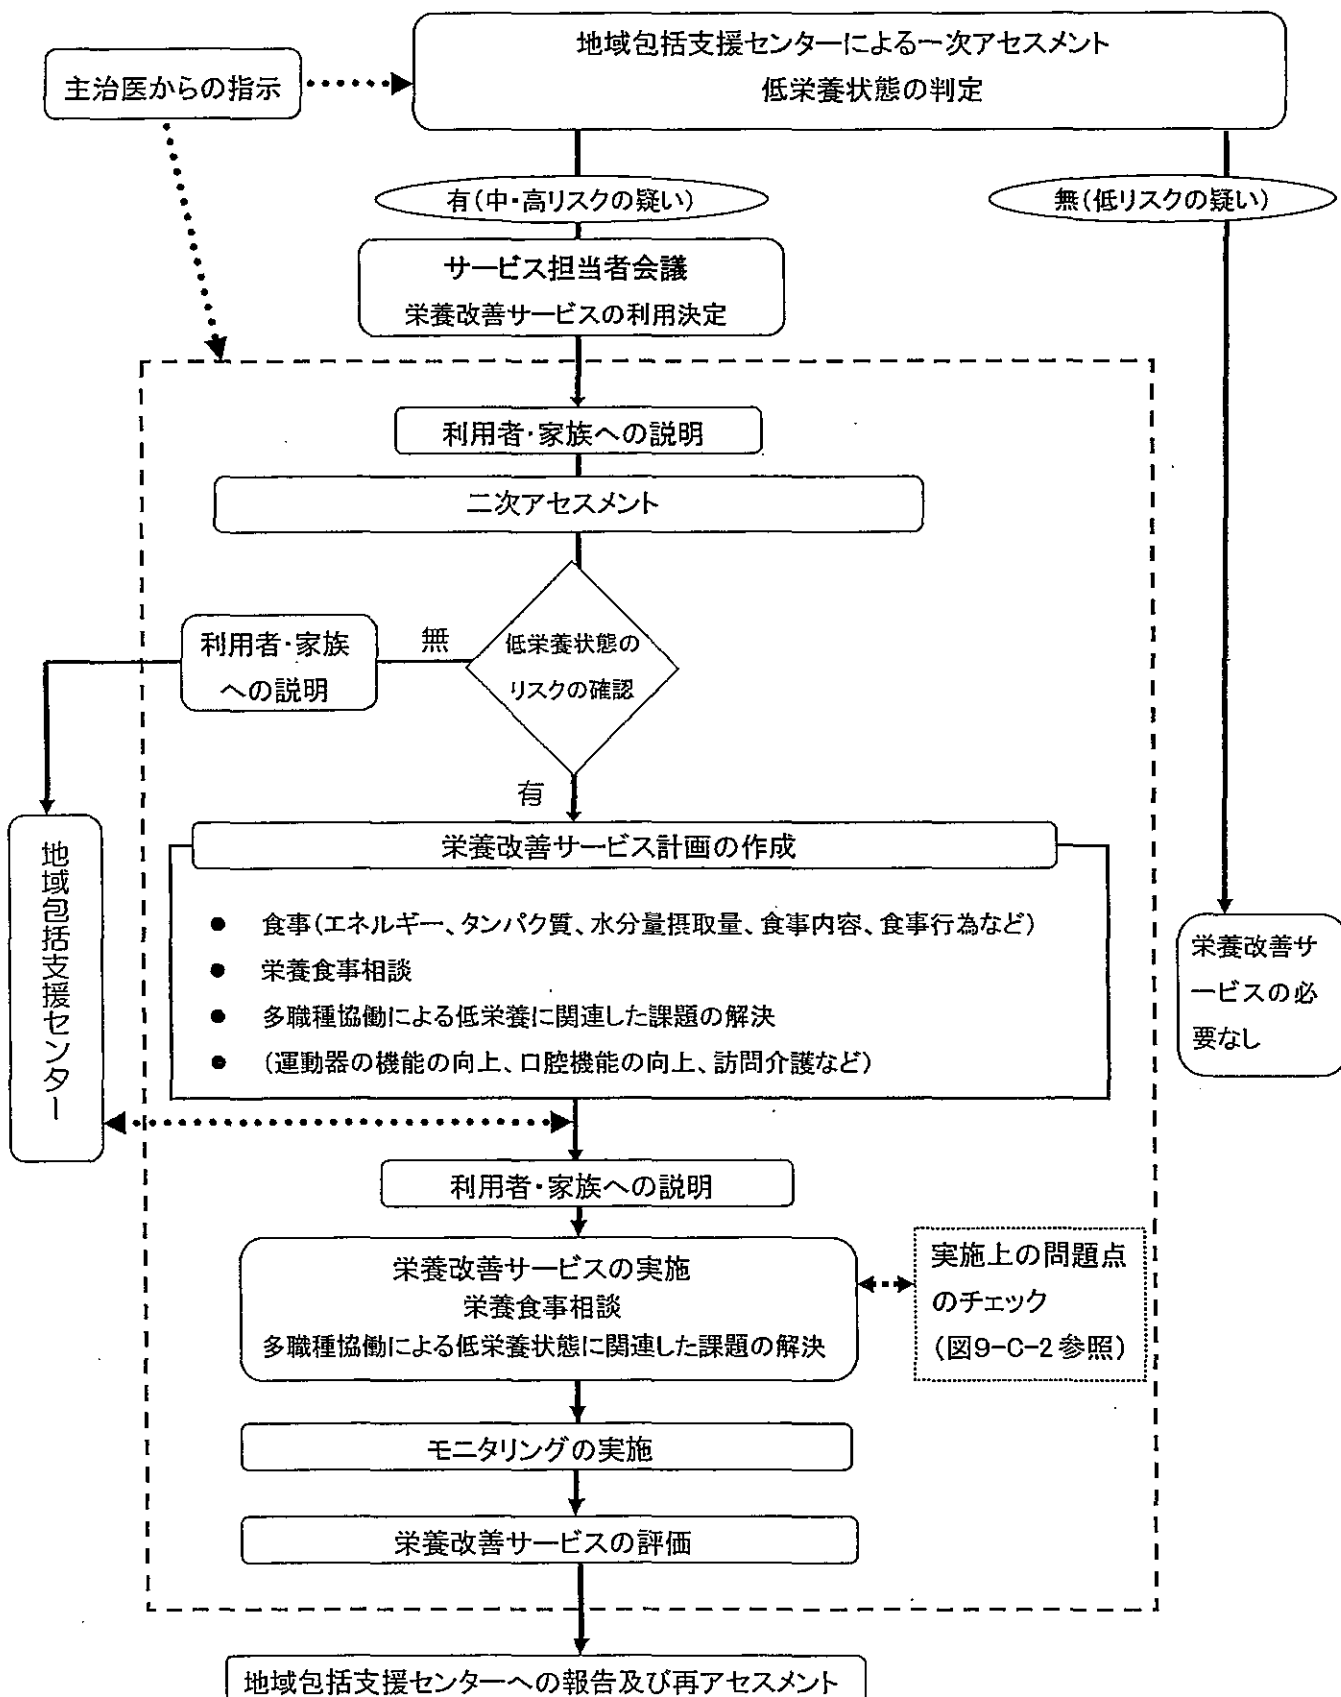 地域包括支援センターによる一次アセスメント
低栄養状態の判定
主治医からの指示
有(中・高リスクの疑い)
無(低リスクの疑い)
サービス担当者会議
栄養改善サービスの利用決定
利用者・家族への説明
二次アセスメント
低栄養状態の
リスクの確認
無
利用者・家族
への説明
有
地域包括支援センター
栄養改善サービス計画の作成
● 食事(エネルギー、タンパク質、水分量摂取量、食事内容、食事行為など)
● 栄養食事相談
● 多職種協働による低栄養に関連した課題の解決
● (運動器の機能の向上、口腔機能の向上、訪問介護など)
栄養改善サ
ービスの必
要なし
利用者・家族への説明
栄養改善サービスの実施
栄養食事相談
多職種協働による低栄養状態に関連した課題の解決
実施上の問題点
のチェック
(図9-C-2参照)
モニタリングの実施
栄養改善サービスの評価
地域包括支援センターへの報告及び再アセスメント